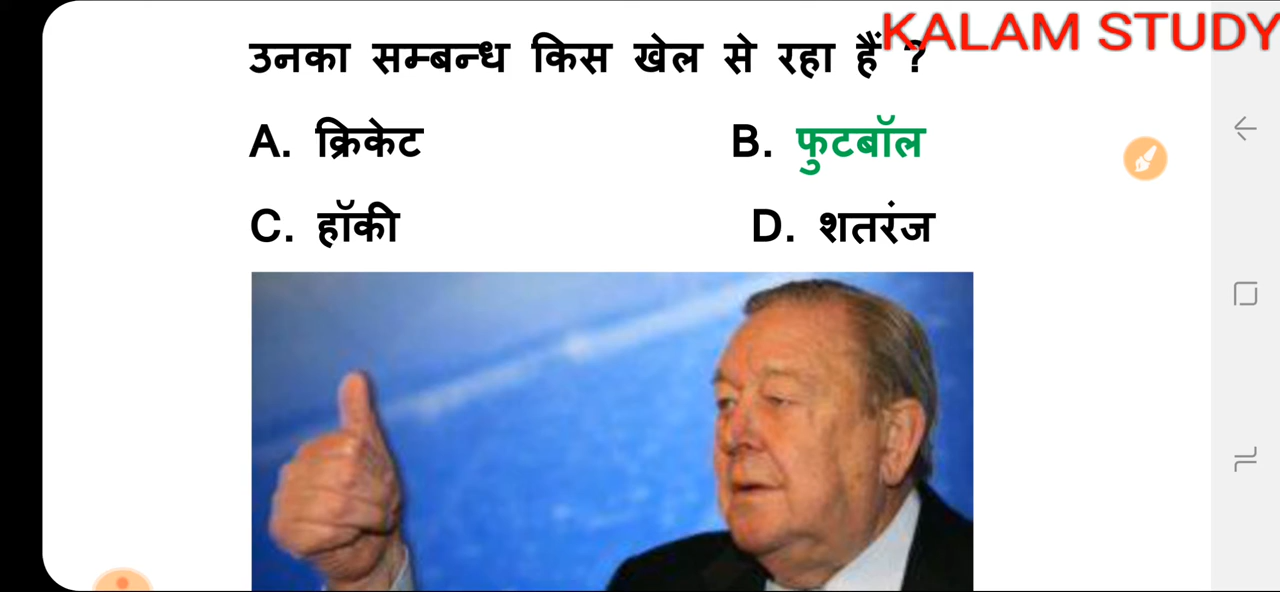 KALAM STUDY
उनका सम्बन्ध किस खेल से रहा हैं ?
A. क्रिकेट B. फुटबॉल
C. हॉकी D. शतरंज